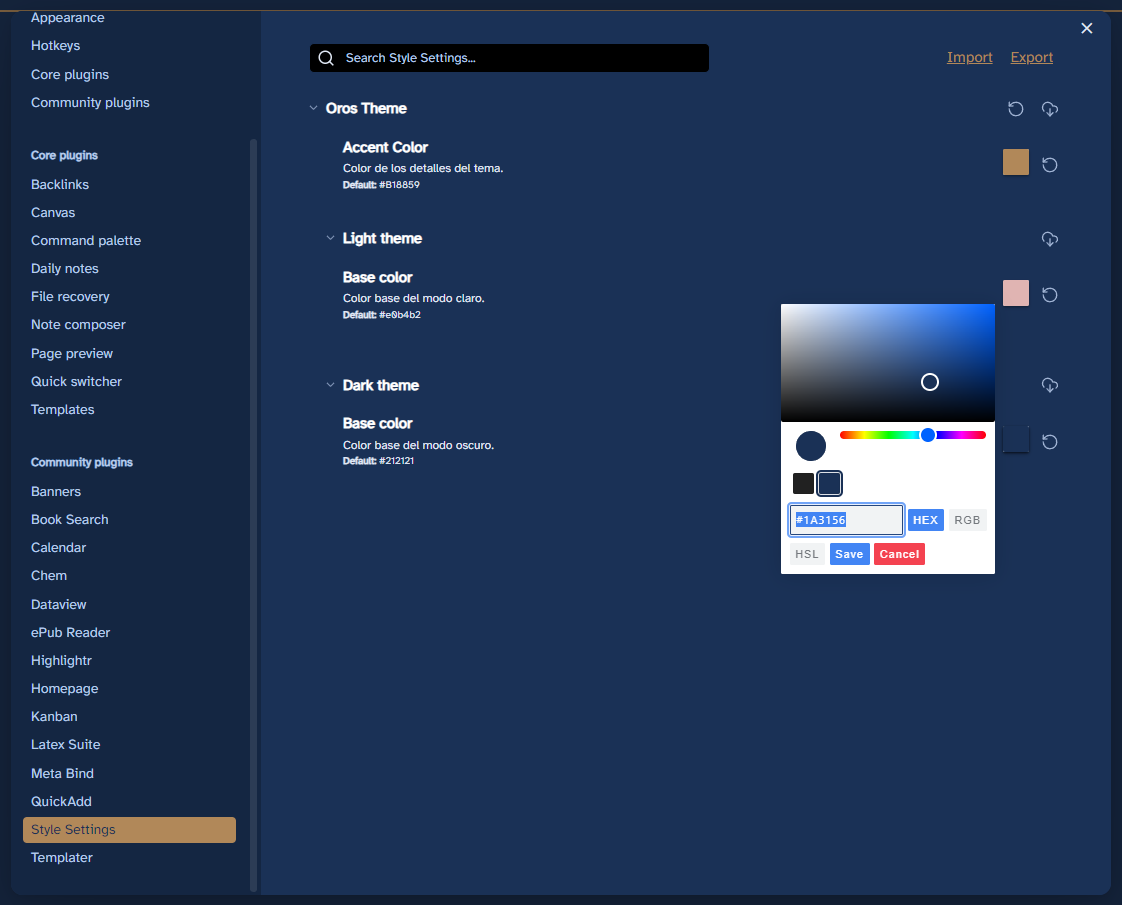 Appearance
Hotkeys
Core plugins
Community plugins
Core plugins
Backlinks
Canvas
Command palette
Daily notes
File recovery
Note composer
Page preview
Quick switcher
Templates
Community plugins
Banners
Book Search
Calendar
Chem
Dataview
ePub Reader
Highlightr
Homepage
Kanban
Latex Suite
Meta Bind
QuickAdd
Style Settings
Templater
Search Style Settings...
Import Export
Oros Theme
Accent Color
Color de los detalles del tema.
Default: #B18859
Light theme
Base color
Color base del modo claro.
Default: #e0b4b2
Dark theme
Base color
Color base del modo oscuro.
Default: #212121
#1A3156 HEX RGB
HSL Save Cancel